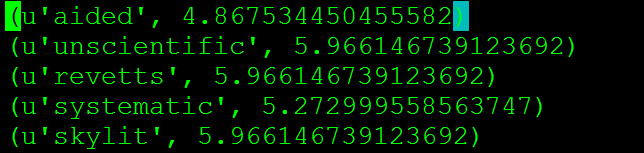 (u'aided', 4.867534450455582)
(u'unscientific', 5.966146739123692)
(u'revetts', 5.966146739123692)
(u'systematic', 5.272999558563747)
(u'skylit', 5.966146739123692)